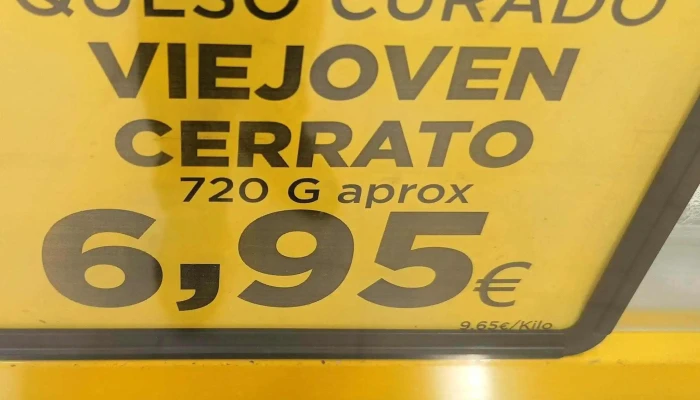 QUESO CURADO
VIEJOVEN
CERRATO
720 G aprox
6,95€
9,65€/Kilo